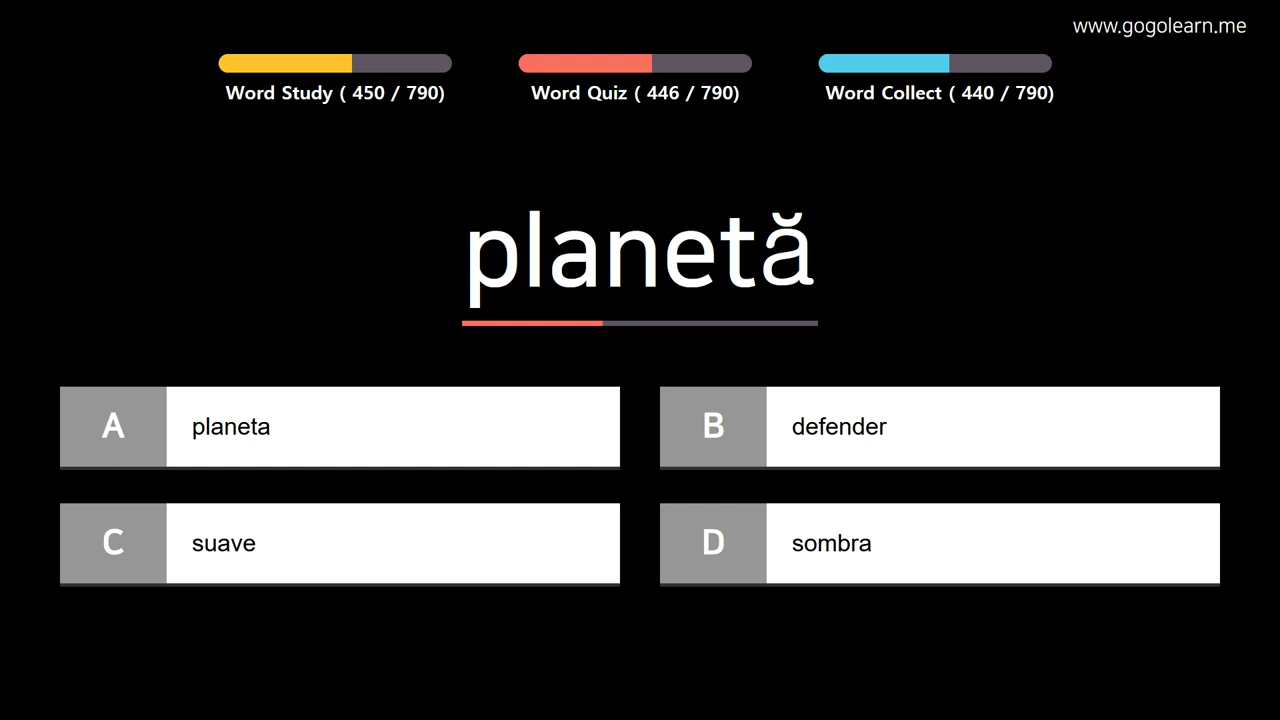 www.gogolearn.me
Word Study ( 450 / 790)
Word Quiz ( 446 / 790)
Word Collect ( 440 / 790)
planetă
A planeta
B defender
C suave
D sombra